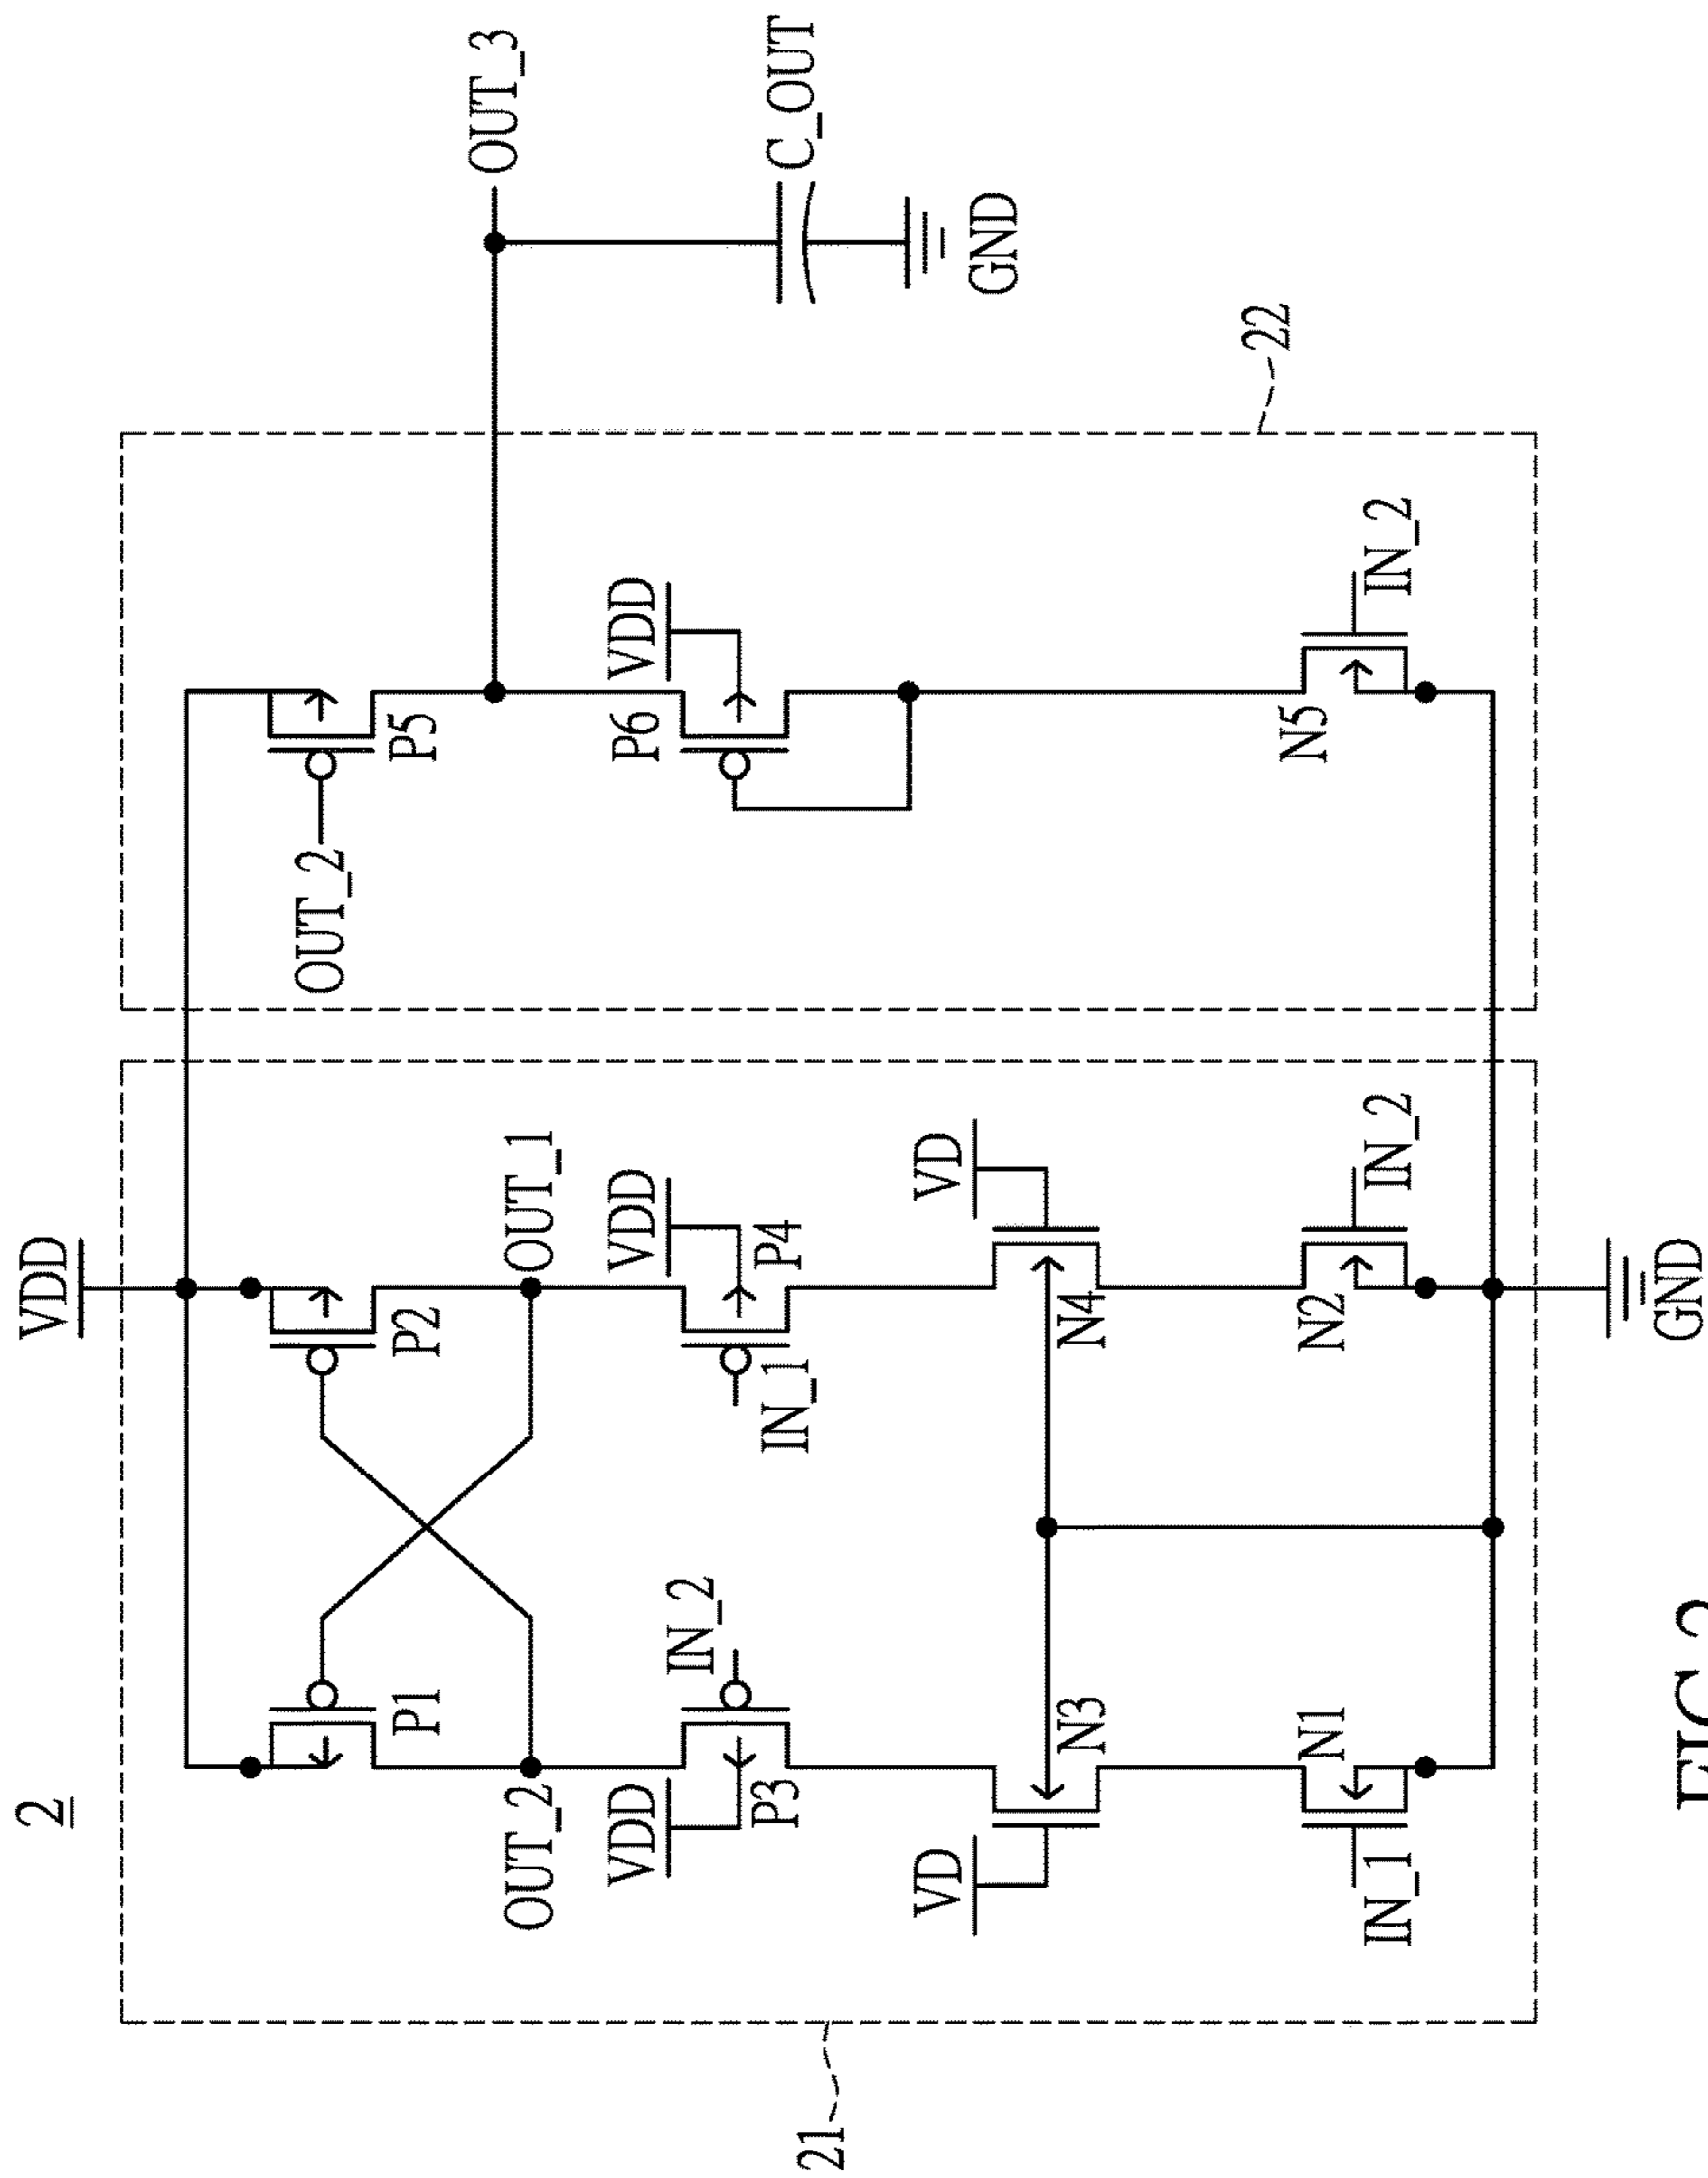 2
VDD
OUT_2
P1
P2
P5
OUT_3
OUT_2
OUT_1
VDD
VDD
P6
VDD
IN_2
P3
IN_1
P4
C_OUT
21
VD
VD
GND
N3
N4
22
N1
N2
N5
IN_1
IN_2
IN_2
GND